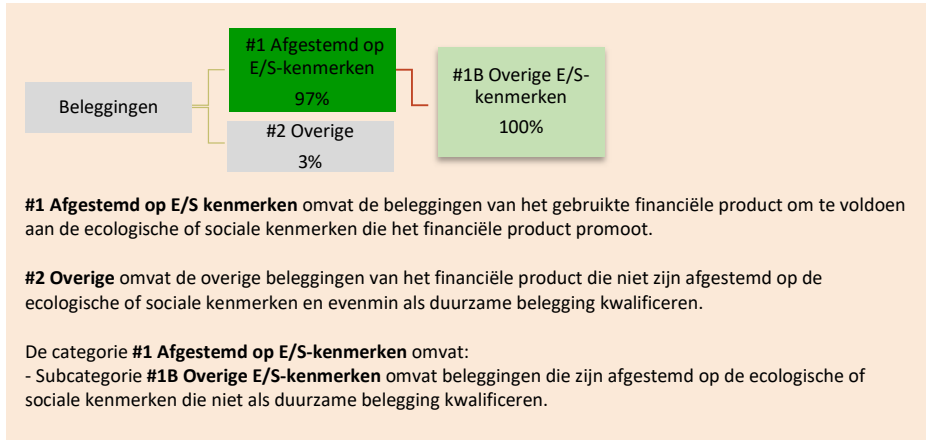 #1 Afgestemd op
E/S-kenmerken
97%
#1B Overige E/S-
kenmerken
100%
Beleggingen
#2 Overige
3%
#1 Afgestemd op E/S kenmerken omvat de beleggingen van het gebruikte financiële product om te voldoen
aan de ecologische of sociale kenmerken die het financiële product promoot.
#2 Overige omvat de overige beleggingen van het financiële product die niet zijn afgestemd op de
ecologische of sociale kenmerken en evenmin als duurzame belegging kwalificeren.
De categorie #1 Afgestemd op E/S-kenmerken omvat:
- Subcategorie #1B Overige E/S-kenmerken omvat beleggingen die zijn afgestemd op de ecologische of
sociale kenmerken die niet als duurzame belegging kwalificeren.